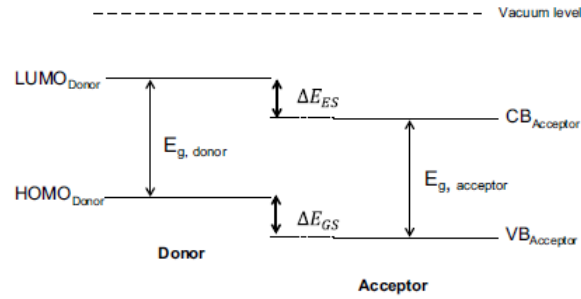 Vacuum level
LUMO_Donor
ΔE_ES
CB_Acceptor
E_g, donor
E_g, acceptor
HOMO_Donor
ΔE_GS
VB_Acceptor
Donor
Acceptor